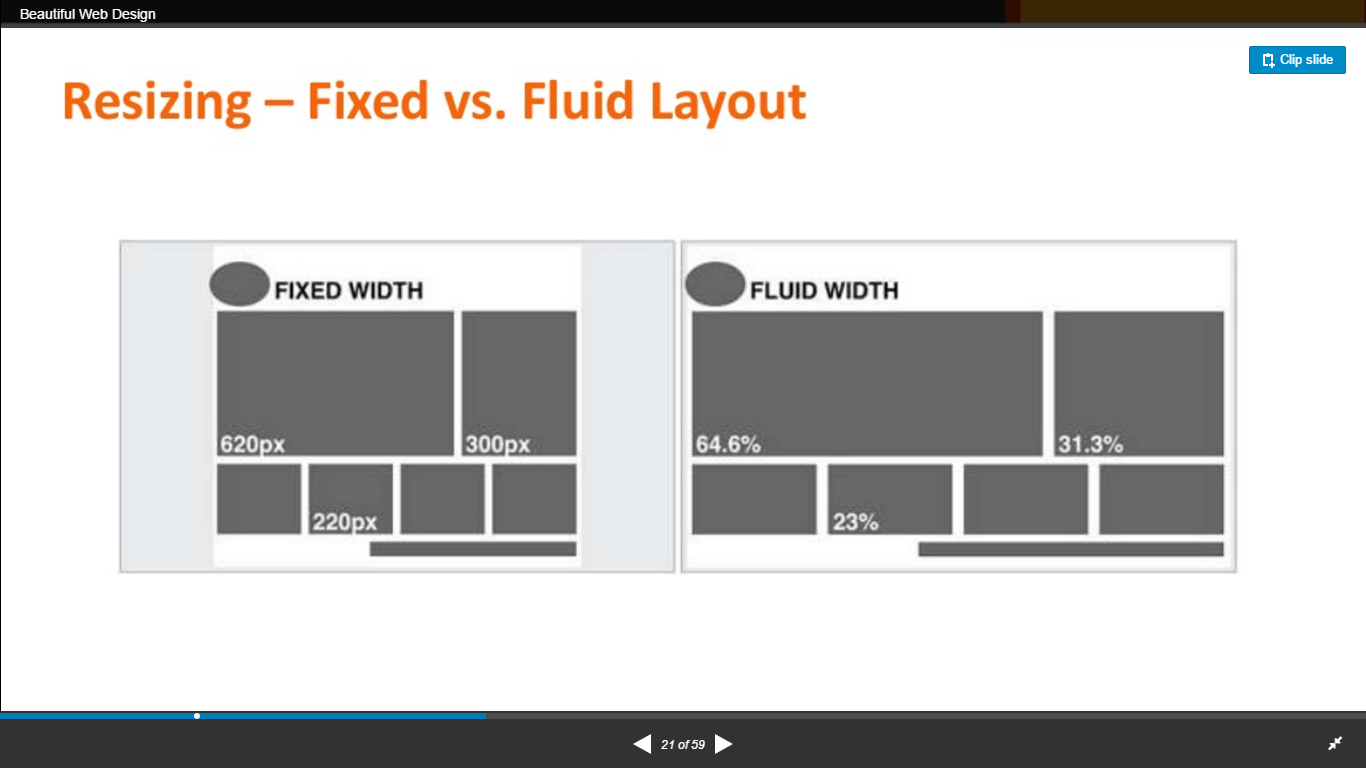 Beautiful Web Design
Clip slide
Resizing – Fixed vs. Fluid Layout
FIXED WIDTH
620px
300px
220px
FLUID WIDTH
64.6%
31.3%
23%
21 of 59